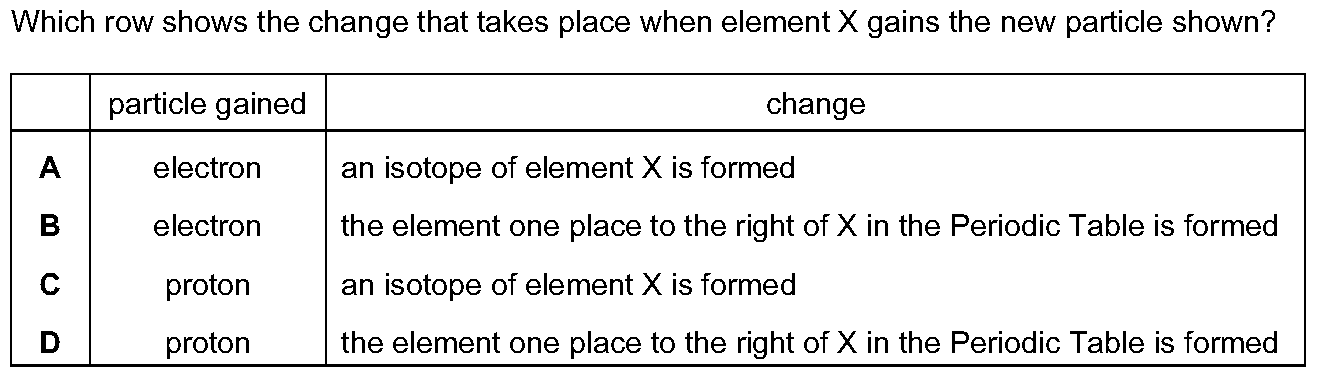 Which row shows the change that takes place when element X gains the new particle shown?
particle gained change
A electron an isotope of element X is formed
B electron the element one place to the right of X in the Periodic Table is formed
C proton an isotope of element X is formed
D proton the element one place to the right of X in the Periodic Table is formed